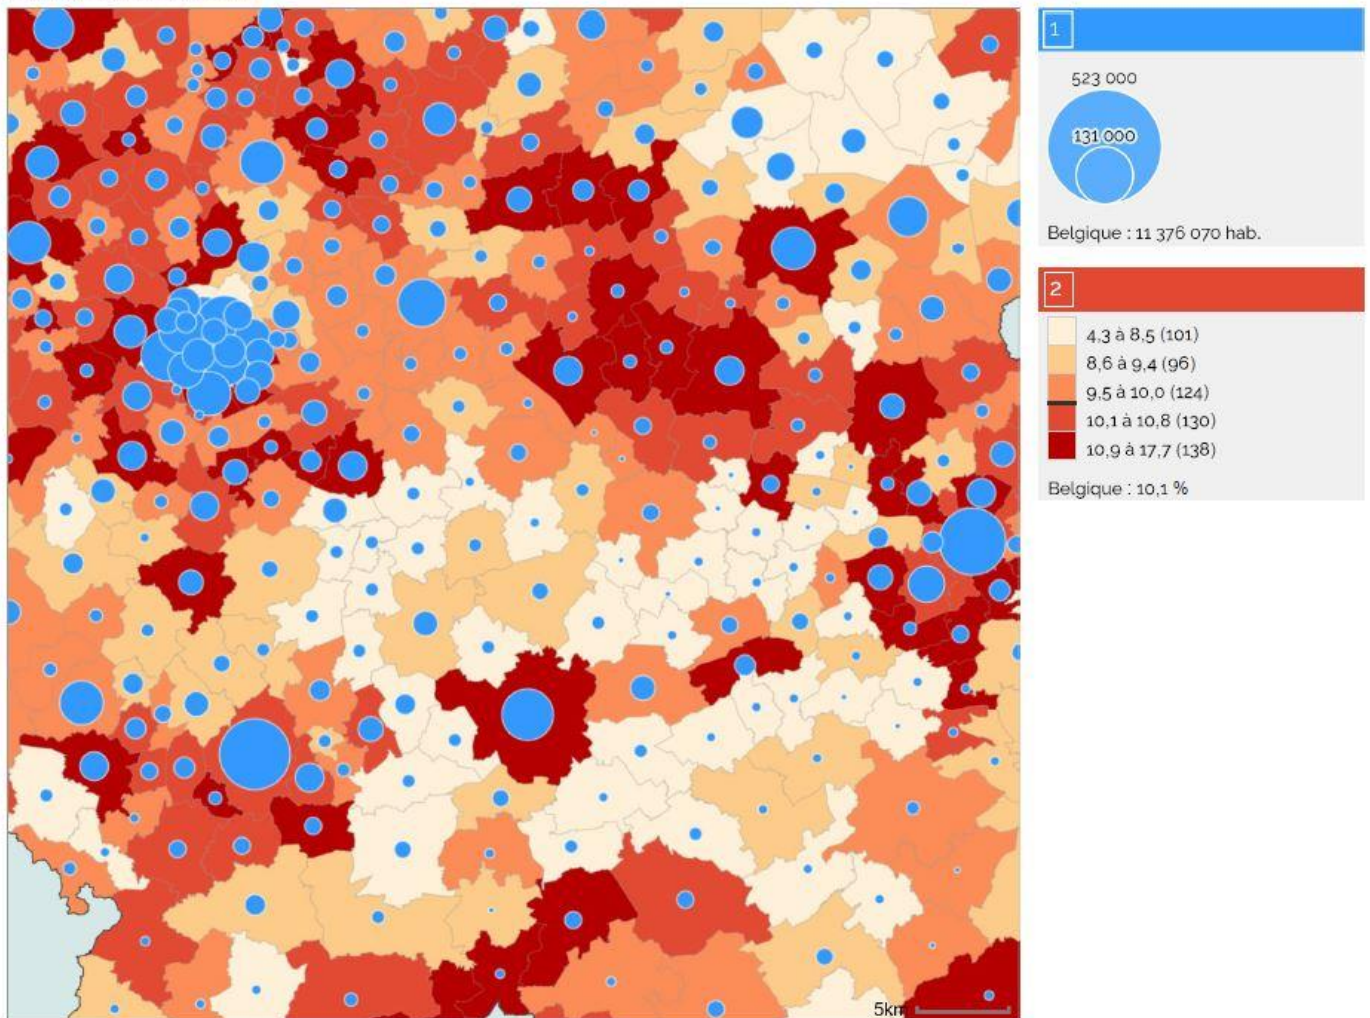 1
523 000
131 000
Belgique : 11 376 070 hab.
2
4,3 à 8,5 (101)
8,6 à 9,4 (96)
9,5 à 10,0 (124)
10,1 à 10,8 (130)
10,9 à 17,7 (138)
Belgique : 10,1 %
5km